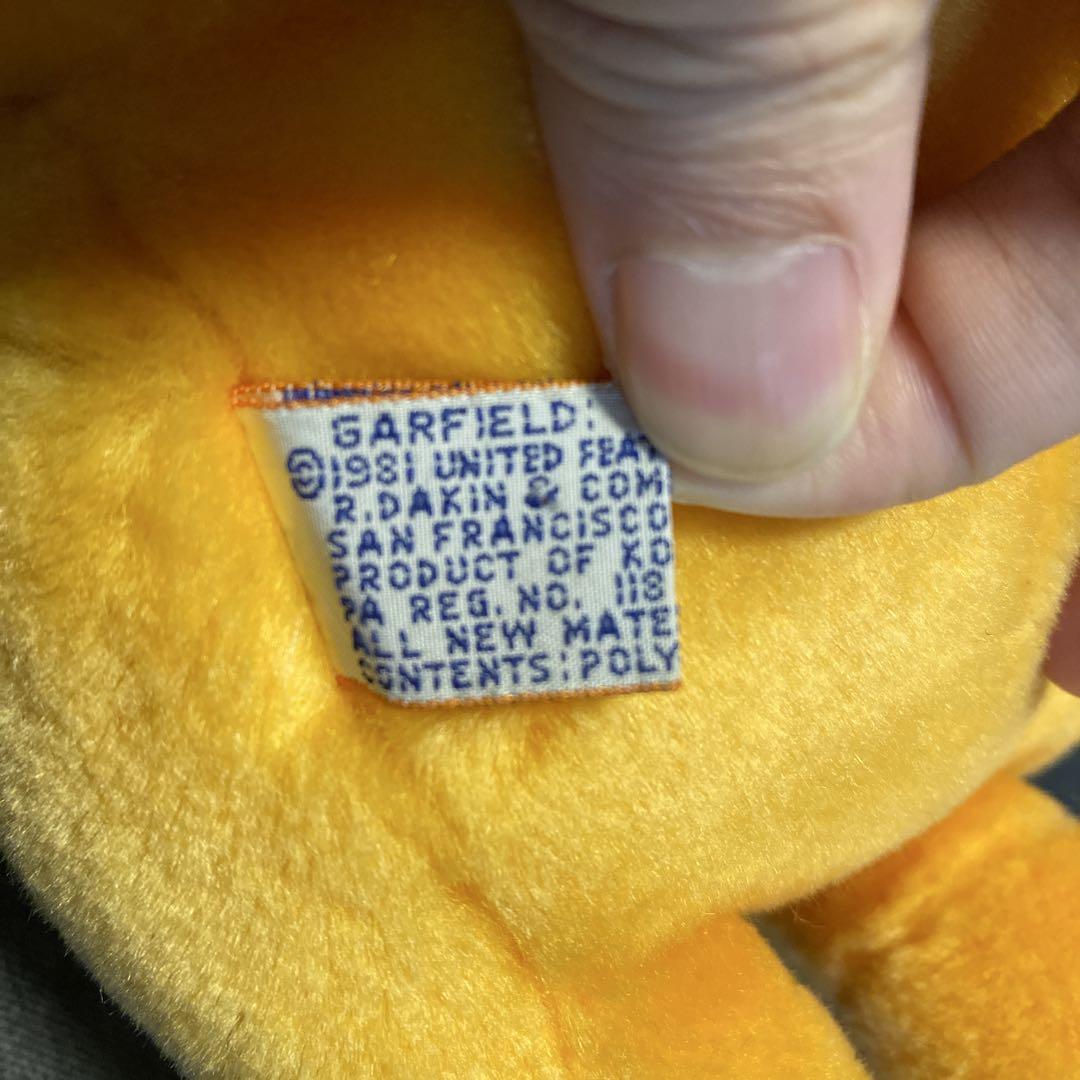 GARFIELD:
©1981 UNITED FEAT
R.DAKIN & COM
SAN FRANCISCO
PRODUCT OF KO
PA REG. NO. 118
ALL NEW MATE
CONTENTS: POLY